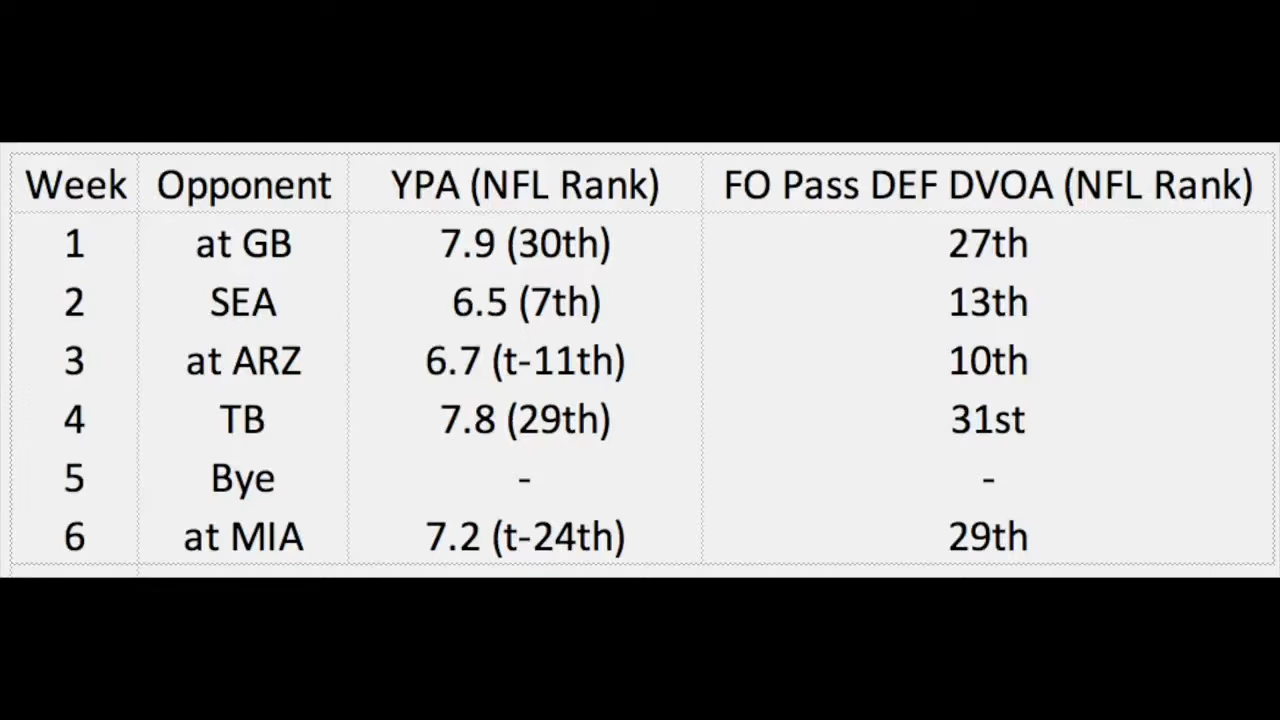 Week Opponent YPA (NFL Rank) FO Pass DEF DVOA (NFL Rank)
1 at GB 7.9 (30th) 27th
2 SEA 6.5 (7th) 13th
3 at ARZ 6.7 (t-11th) 10th
4 TB 7.8 (29th) 31st
5 Bye - -
6 at MIA 7.2 (t-24th) 29th